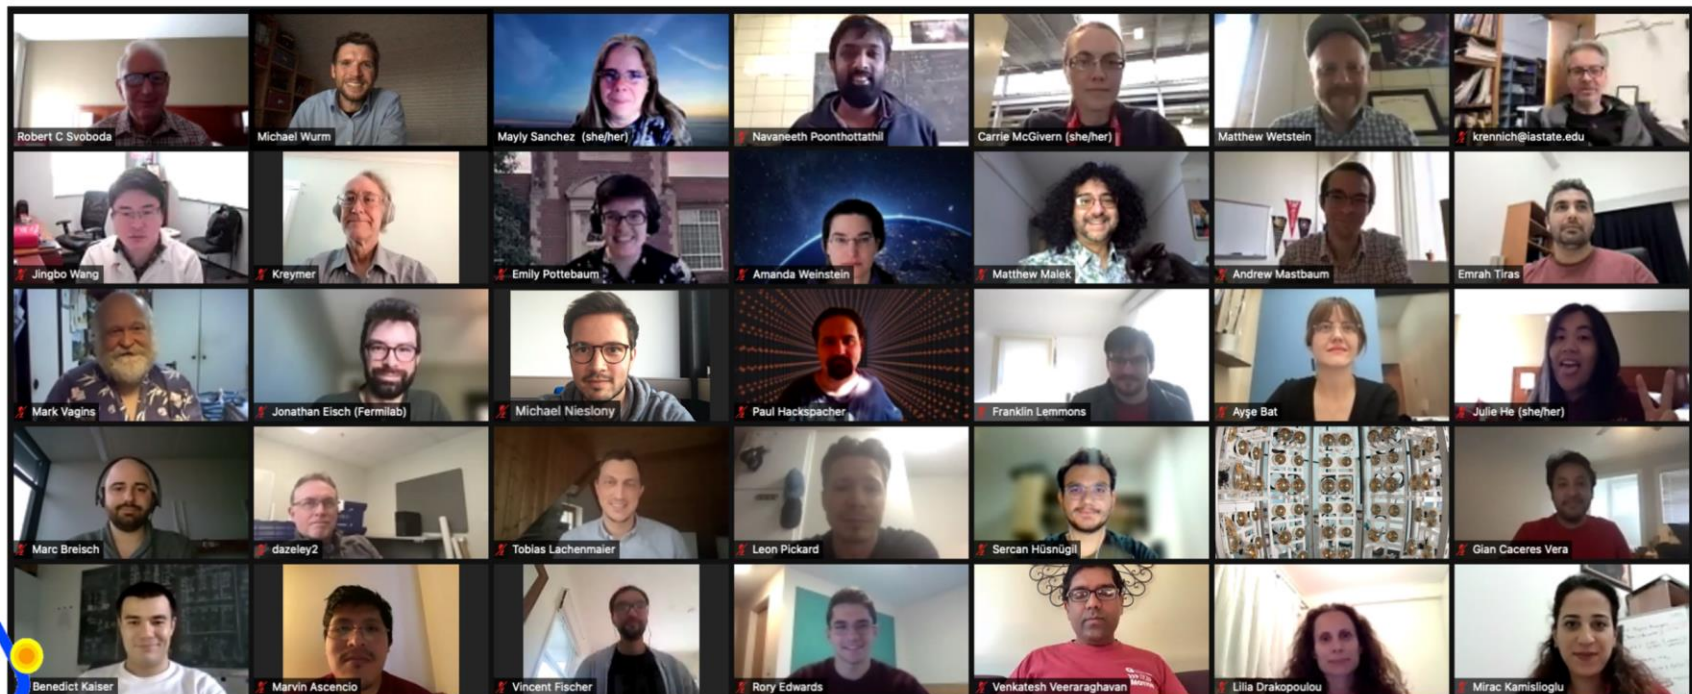 Robert C Svoboda
Michael Wurm
Mayly Sanchez (she/her)
Navaneeth Poonthottathil
Carrie McGivern (she/her)
Matthew Wetstein
krennich@iastate.edu
Jingbo Wang
Kreymer
Emily Pottebaum
Amanda Weinstein
Matthew Malek
Andrew Mastbaum
Emrah Tiras
Mark Vagins
Jonathan Eisch (Fermilab)
Michael Nieslony
Paul Hackspacher
Franklin Lemmons
Ayşe Bat
Julie He (she/her)
Marc Breisch
dazeley2
Tobias Lachenmaier
Leon Pickard
Sercan Hüsnügil
Gian Caceres Vera
Benedict Kaiser
Marvin Ascencio
Vincent Fischer
Rory Edwards
Venkatesh Veeraraghavan
Lilia Drakopoulou
Mirac Kamislioglu